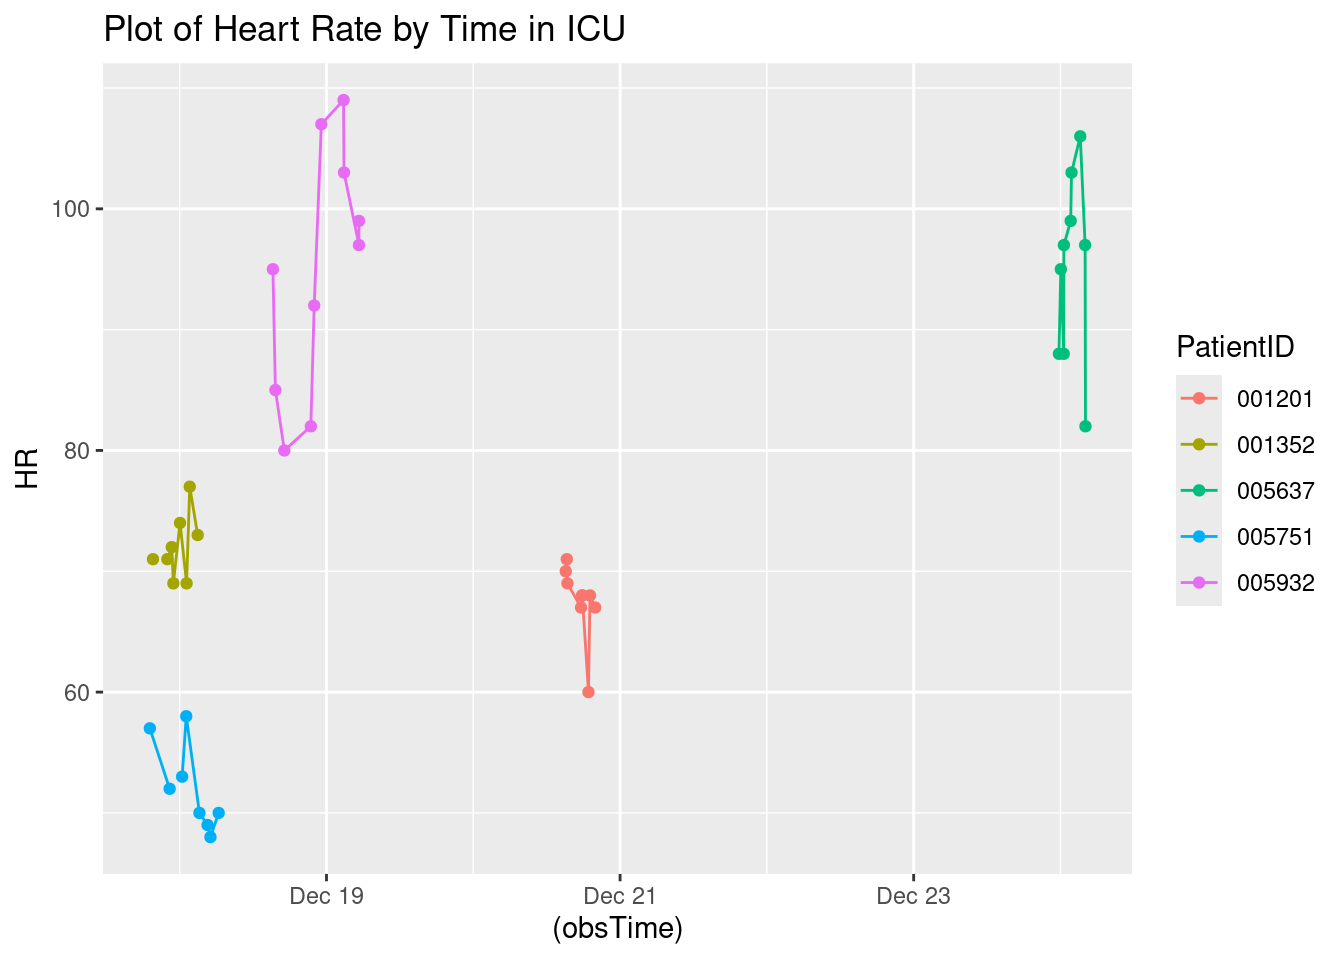 Plot of Heart Rate by Time in ICU
HR
100
80
60
Dec 19
Dec 21
Dec 23
(obsTime)
PatientID
001201
001352
005637
005751
005932